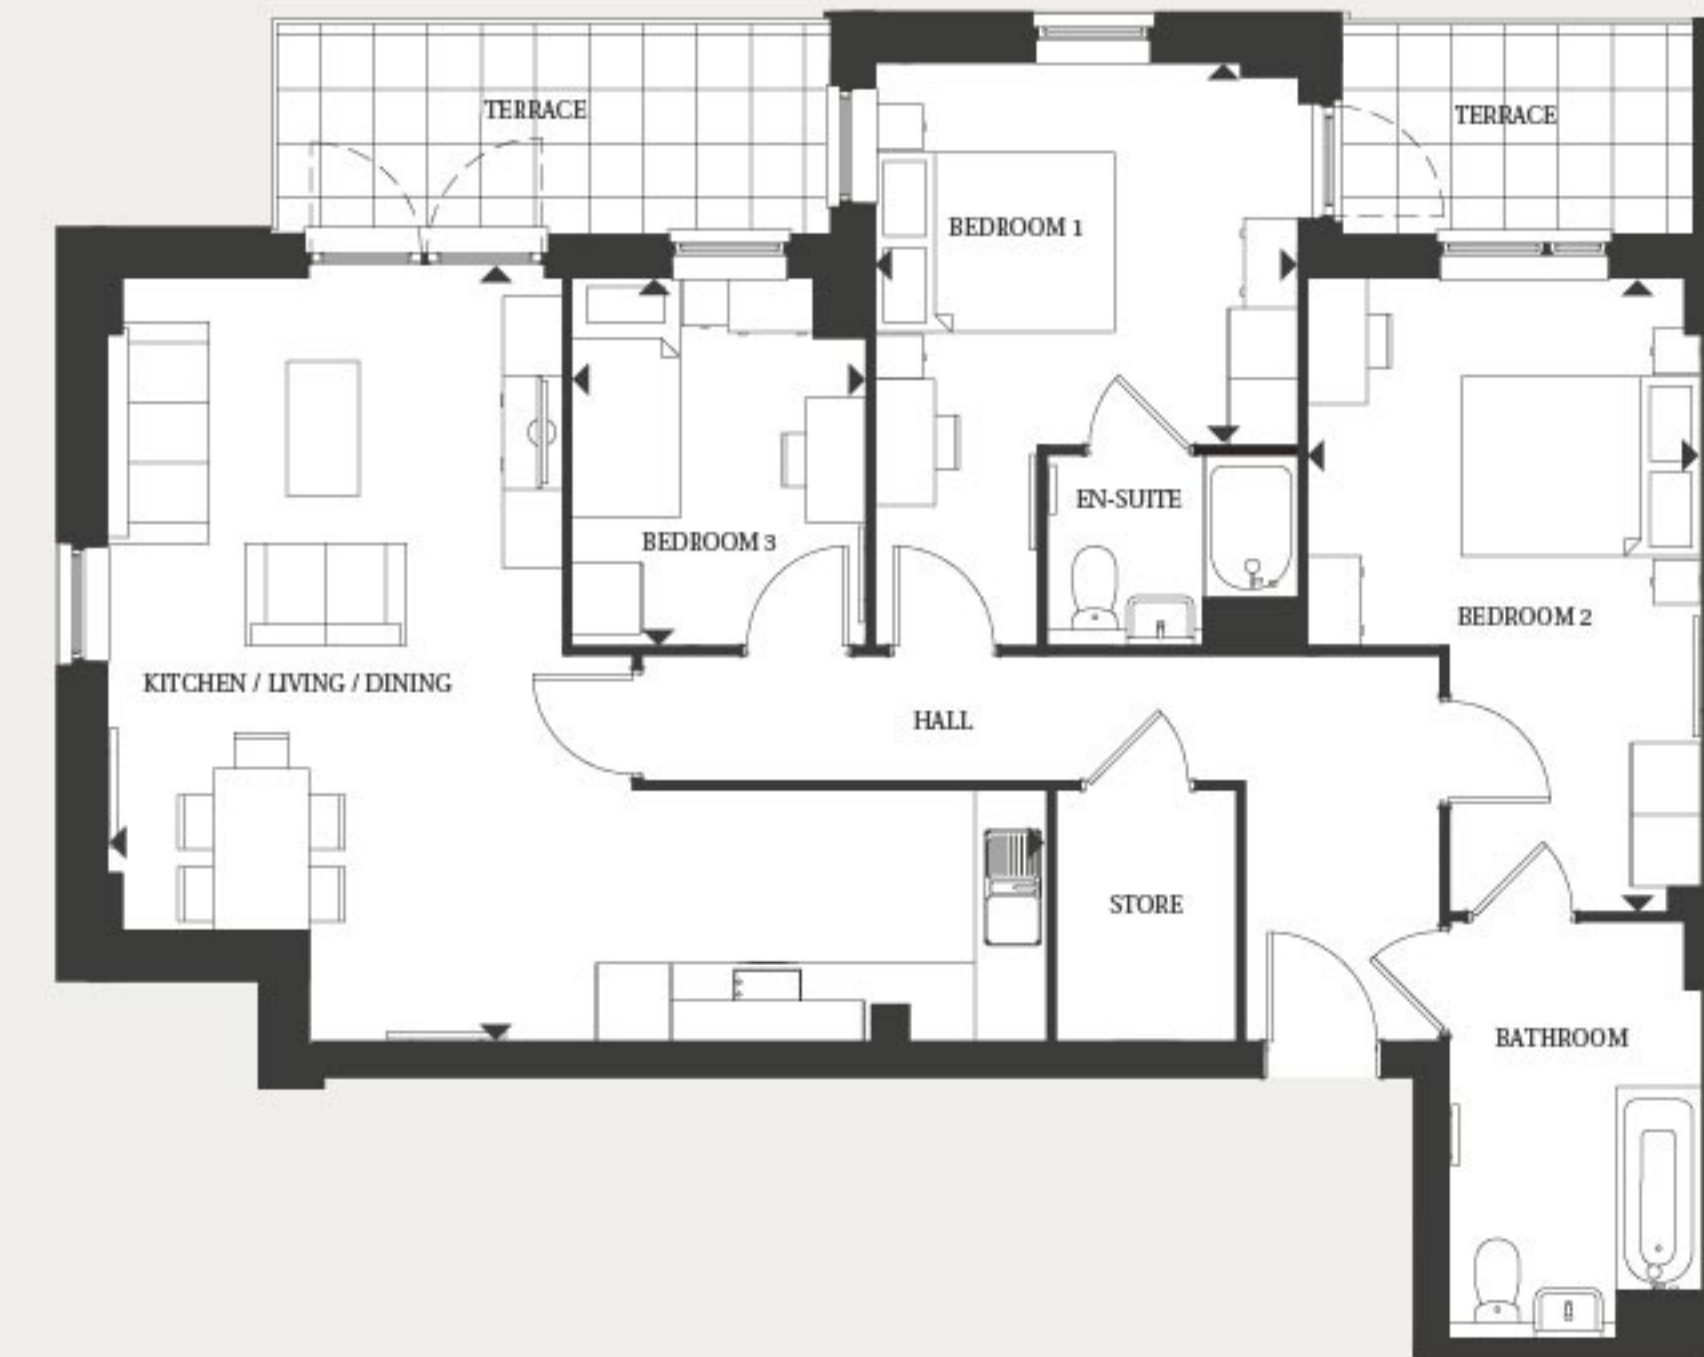 TERRACE
TERRACE
BEDROOM 1
EN-SUITE
BEDROOM 3
BEDROOM 2
KITCHEN / LIVING / DINING
HALL
STORE
BATHROOM